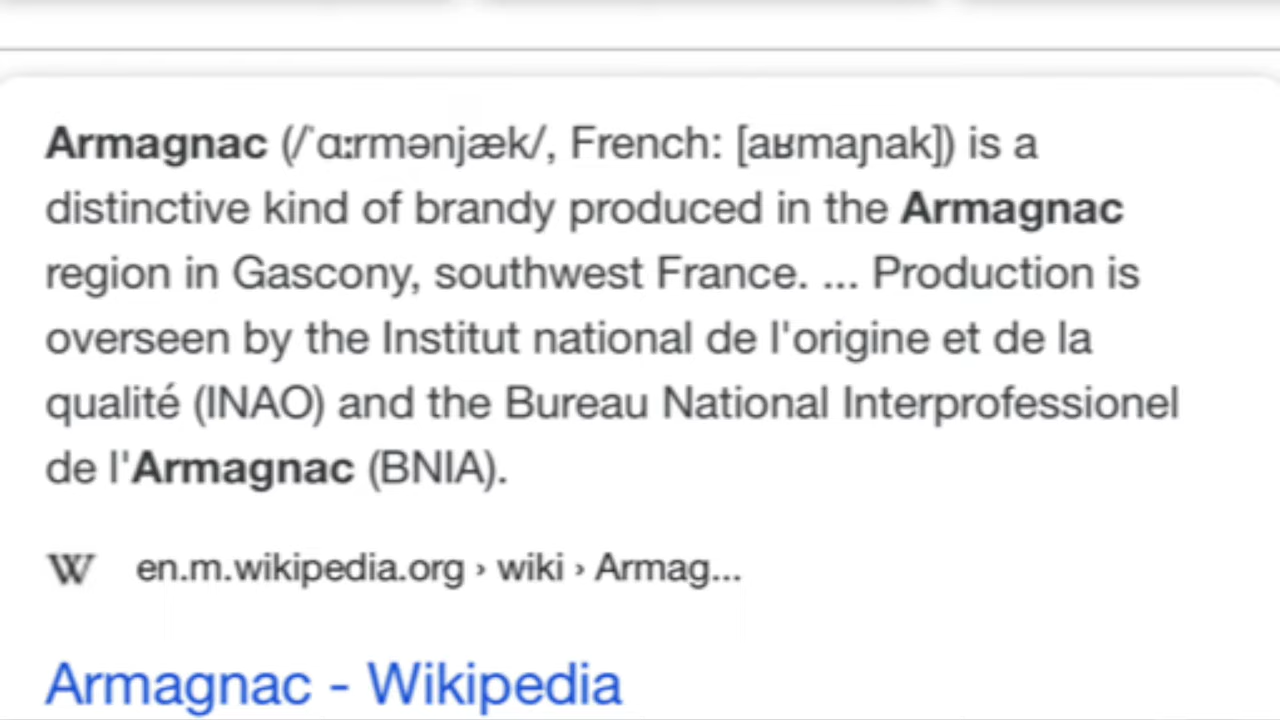 Armagnac (/ˈɑːrmənjæk/, French: [aʁmaɲak]) is a
distinctive kind of brandy produced in the Armagnac
region in Gascony, southwest France. ... Production is
overseen by the Institut national de l'origine et de la
qualité (INAO) and the Bureau National Interprofessionel
de l'Armagnac (BNIA).
W en.m.wikipedia.org › wiki › Armag...
Armagnac - Wikipedia